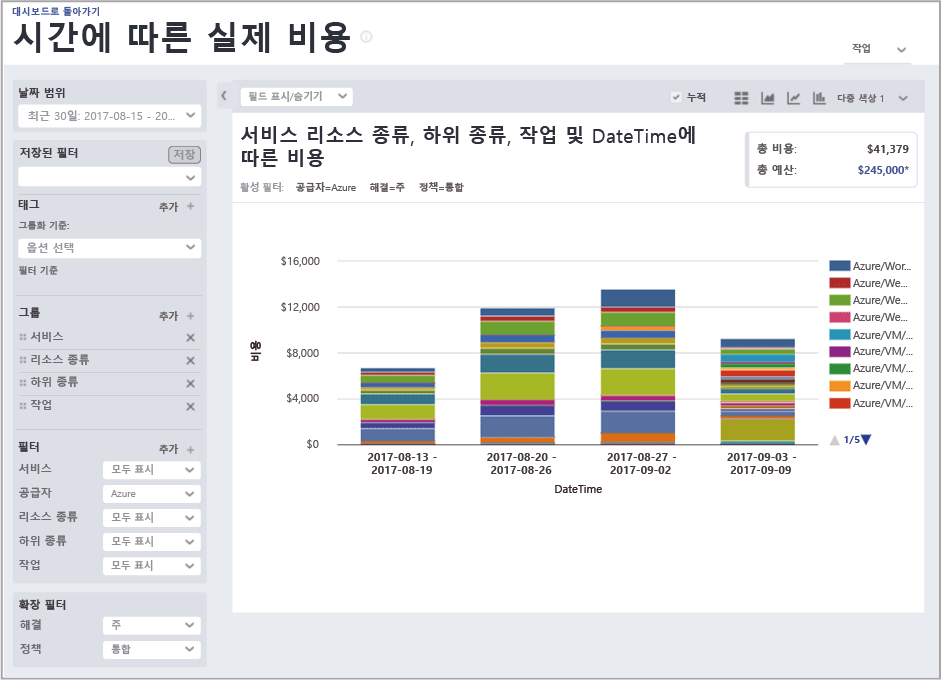 대시보드로 돌아가기
시간에 따른 실제 비용
작업
날짜 범위
최근 30일: 2017-08-15 - 20...
저장된 필터
저장
태그
추가 +
그룹화 기준:
옵션 선택
필터 기준
그룹
추가 +
서비스
리소스 종류
하위 종류
작업
필터
추가 +
서비스 모두 표시
공급자 Azure
리소스 종류 모두 표시
하위 종류 모두 표시
작업 모두 표시
확장 필터
해결 주
정책 통합
필드 표시/숨기기
누적
다중 색상 1
서비스 리소스 종류, 하위 종류, 작업 및 DateTime에
따른 비용
활성 필터: 공급자=Azure 해결=주 정책=통합
총 비용: $41,379
총 예산: $245,000*
$16,000
$12,000
$8,000
$4,000
$0
비용
2017-08-13 -
2017-08-19
2017-08-20 -
2017-08-26
2017-08-27 -
2017-09-02
2017-09-03 -
2017-09-09
DateTime
Azure/Wor...
Azure/We...
Azure/We...
Azure/We...
Azure/VM/...
Azure/VM/...
Azure/VM/...
Azure/VM/...
Azure/VM/...
1/5